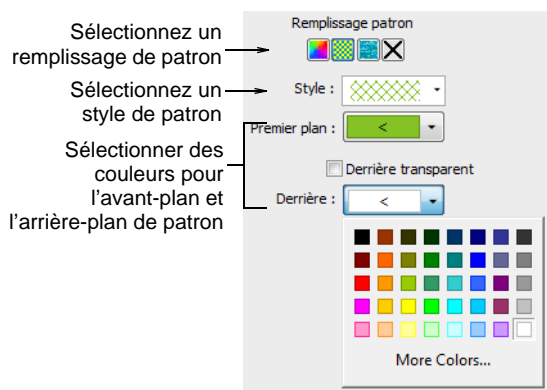 Sélectionnez un
remplissage de patron
Remplissage patron
Sélectionnez un
style de patron
Style :
Sélectionner des
couleurs pour
l'avant-plan et
l'arrière-plan de patron
Premier plan :
<
Derrière transparent
Derrière :
<
More Colors...